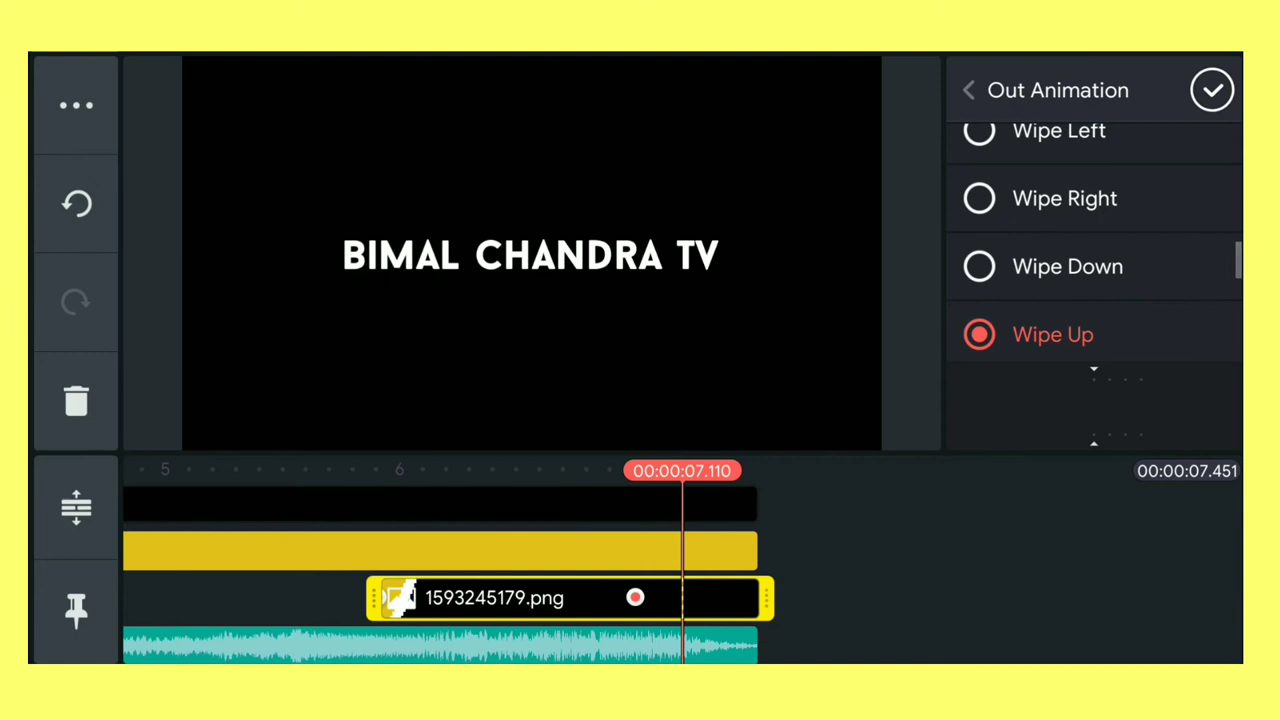 Out Animation
Wipe Left
Wipe Right
Wipe Down
Wipe Up
BIMAL CHANDRA TV
5
6
00:00:07.110
00:00:07.451
1593245179.png